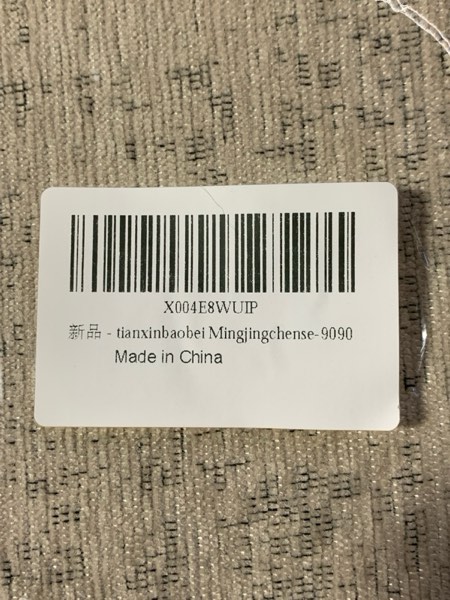 X004E8WUIP
新品 - tianxinbaobei Mingjingchense-9090
Made in China